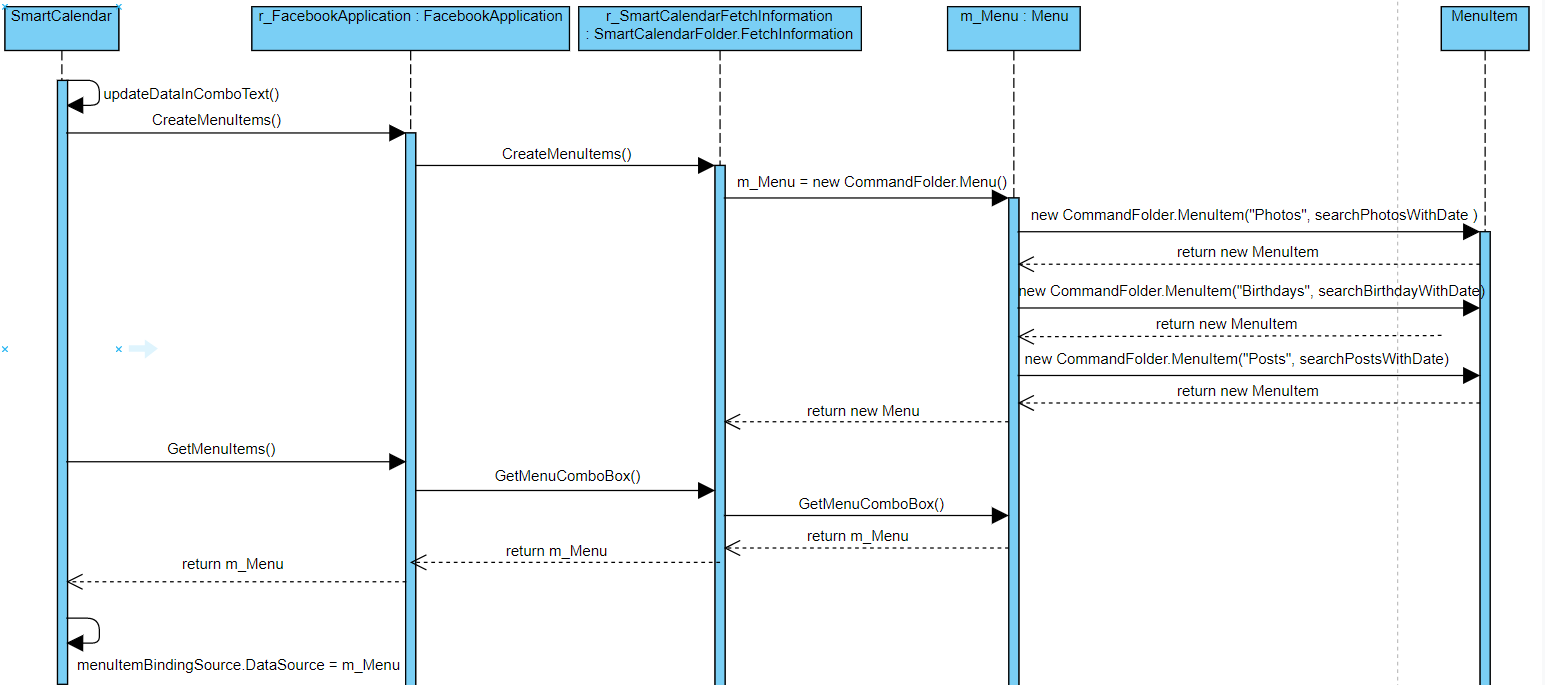 SmartCalendar
r_FacebookApplication : FacebookApplication
r_SmartCalendarFetchInformation
: SmartCalendarFolder.FetchInformation
m_Menu : Menu
MenuItem
updateDataInComboText()
CreateMenuItems()
CreateMenuItems()
m_Menu = new CommandFolder.Menu()
new CommandFolder.MenuItem("Photos", searchPhotosWithDate )
return new MenuItem
new CommandFolder.MenuItem("Birthdays", searchBirthdayWithDate)
return new MenuItem
new CommandFolder.MenuItem("Posts", searchPostsWithDate)
return new MenuItem
return new Menu
GetMenuItems()
GetMenuComboBox()
GetMenuComboBox()
return m_Menu
return m_Menu
return m_Menu
menuItemBindingSource.DataSource = m_Menu